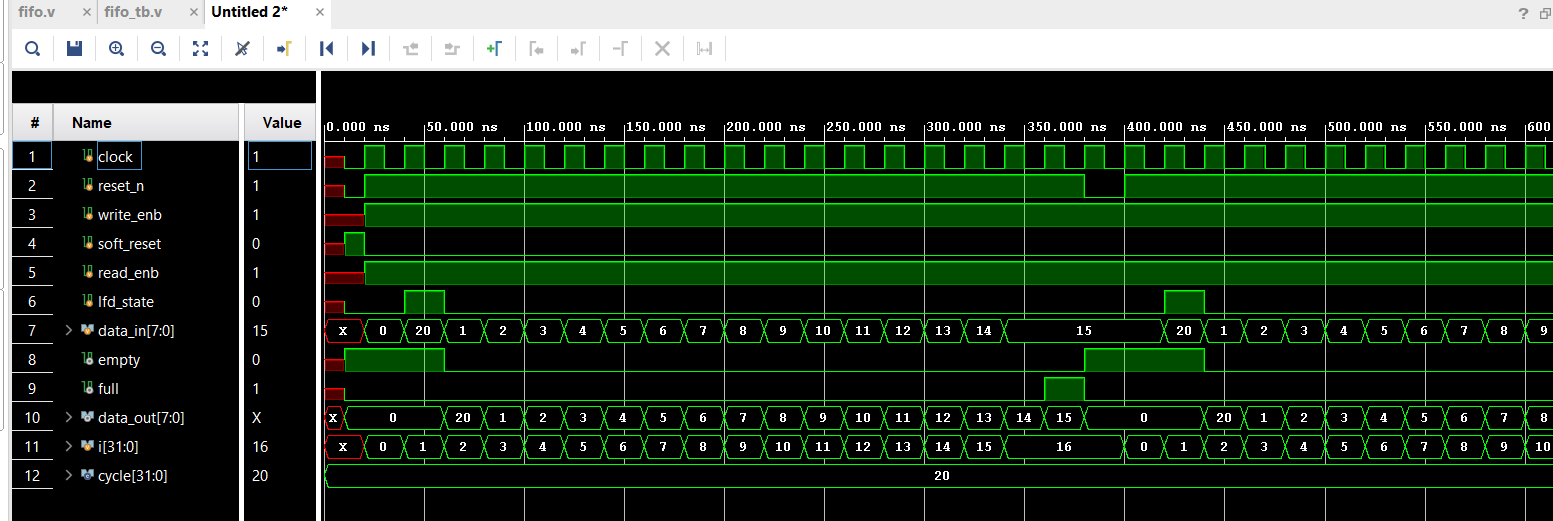 fifo.v × fifo_tb.v × Untitled 2* × ?
# Name Value
0.000 ns 50.000 ns 100.000 ns 150.000 ns 200.000 ns 250.000 ns 300.000 ns 350.000 ns 400.000 ns 450.000 ns 500.000 ns 550.000 ns 600
1 clock 1
2 reset_n 1
3 write_enb 1
4 soft_reset 0
5 read_enb 1
6 lfd_state 0
7 data_in[7:0] 15 X 0 20 1 2 3 4 5 6 7 8 9 10 11 12 13 14 15 20 1 2 3 4 5 6 7 8 9
8 empty 0
9 full 1
10 data_out[7:0] X X 0 20 1 2 3 4 5 6 7 8 9 10 11 12 13 14 15 0 20 1 2 3 4 5 6 7 8
11 i[31:0] 16 X 0 1 2 3 4 5 6 7 8 9 10 11 12 13 14 15 16 0 1 2 3 4 5 6 7 8 9 10
12 cycle[31:0] 20 20